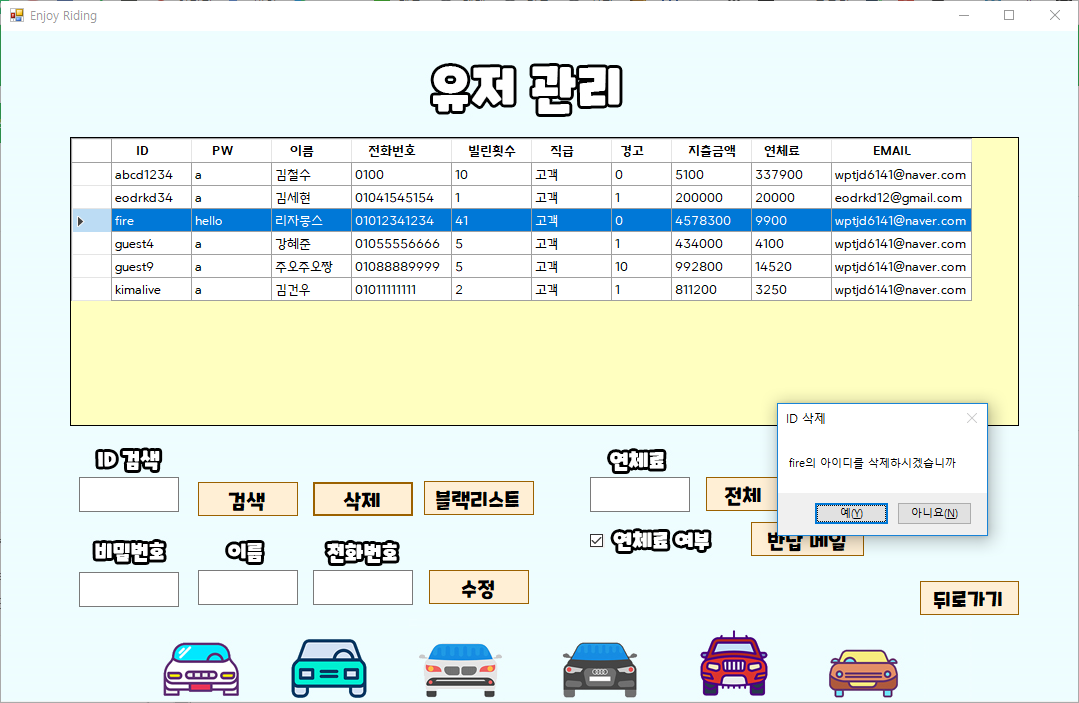 Enjoy Riding
유저 관리
ID PW 이름 전화번호 빌린횟수 직급 경고 지출금액 연체료 EMAIL
abcd1234 a 김철수 0100 10 고객 0 5100 337900 wptjd6141@naver.com
eodrkd34 a 김세현 01041545154 1 고객 1 200000 20000 eodrkd12@gmail.com
fire hello 리자몽스 01012341234 41 고객 0 4578300 9900 wptjd6141@naver.com
guest4 a 강혜준 01055556666 5 고객 1 434000 4100 wptjd6141@naver.com
guest9 a 주오주오짱 01088889999 5 고객 10 992800 14520 wptjd6141@naver.com
kimalive a 김건우 01011111111 2 고객 1 811200 3250 wptjd6141@naver.com
ID 삭제
fire의 아이디를 삭제하시겠습니까
예(Y) 아니요(N)
ID 검색 연체료
검색 삭제 블랙리스트 전체
연체료 여부 반납 메일
비밀번호 이름 전화번호
수정
뒤로가기